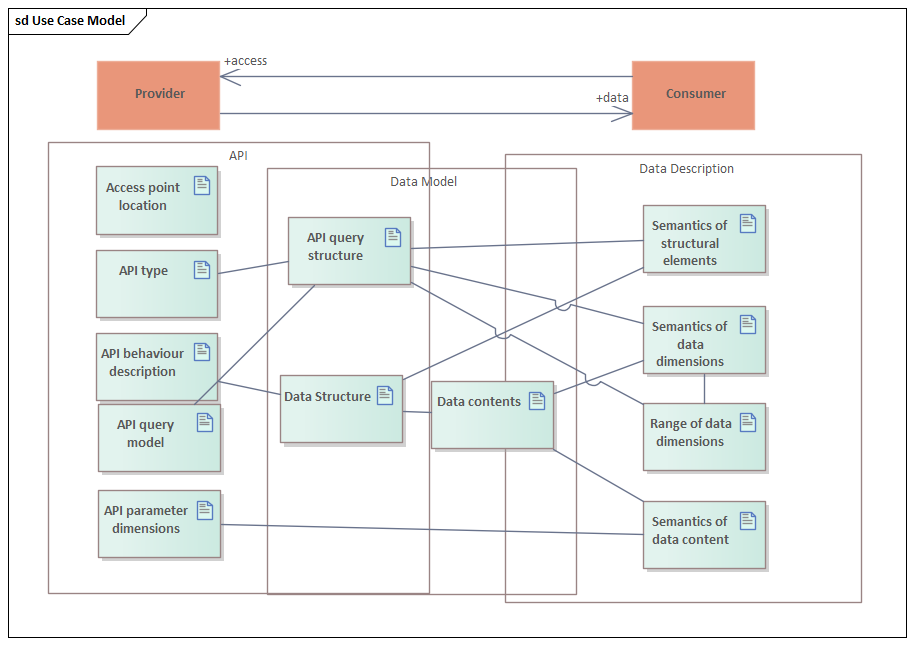 sd Use Case Model
+access
Provider
Consumer
+data
API
Data Model
Data Description
Access point
location
API type
API behaviour
description
API query
model
API parameter
dimensions
API query
structure
Data Structure
Data contents
Semantics of
structural
elements
Semantics of
data
dimensions
Range of data
dimensions
Semantics of
data content